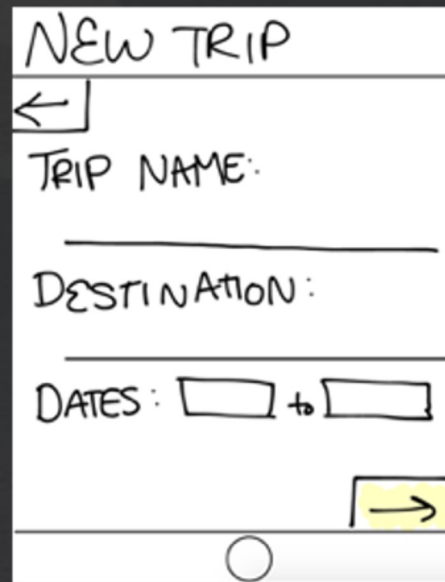 NEW TRIP
←
TRIP NAME:
DESTINATION:
DATES: to
→